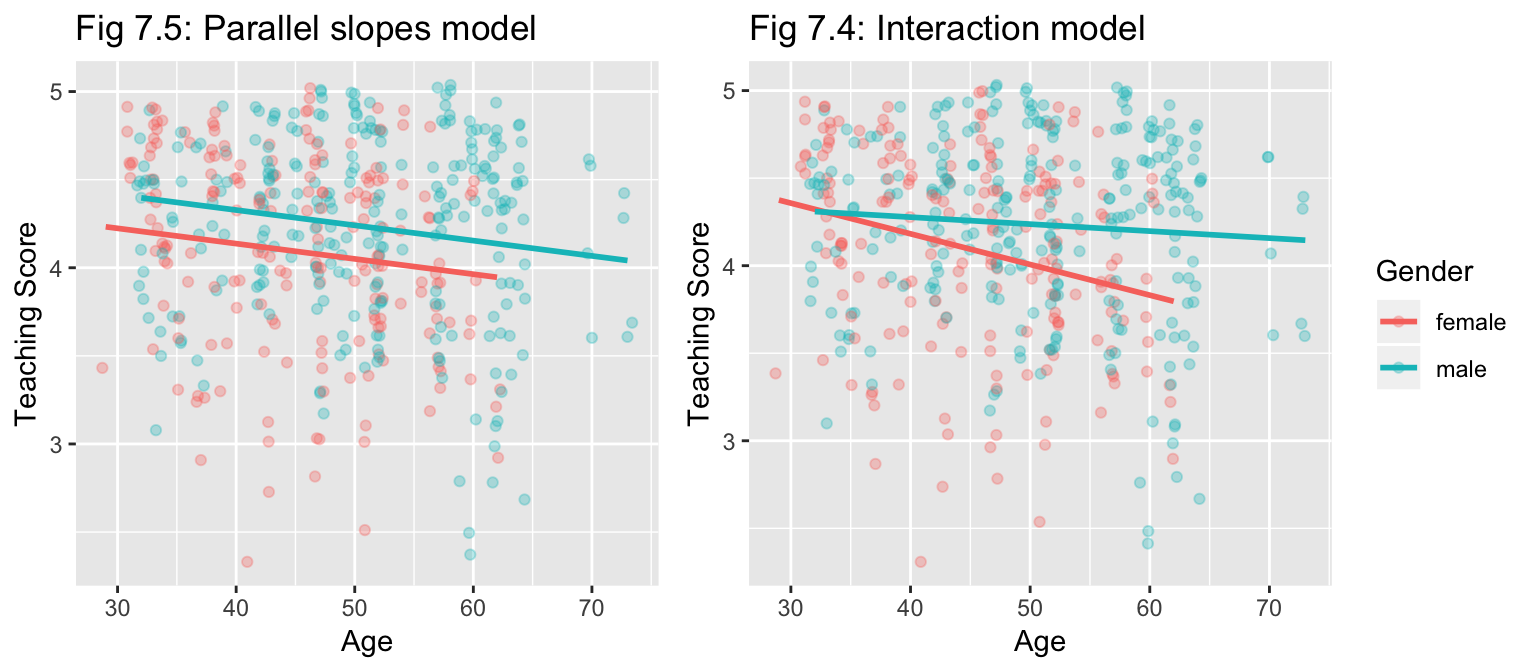 Fig 7.5: Parallel slopes model
Teaching Score
5
4
3
30 40 50 60 70
Age
Fig 7.4: Interaction model
Teaching Score
5
4
3
30 40 50 60 70
Age
Gender
female
male